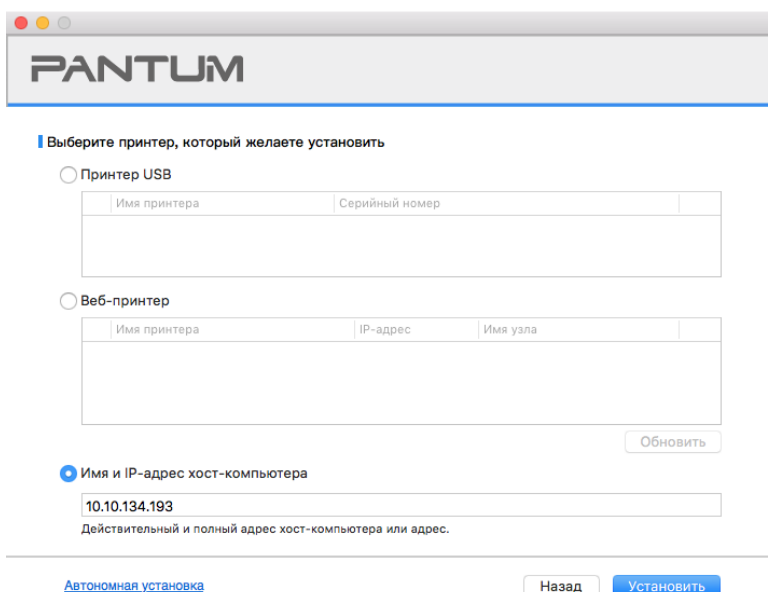 PANTUM
Выберите принтер, который желаете установить
Принтер USB
Имя принтера Серийный номер
Веб-принтер
Имя принтера IP-адрес Имя узла
Обновить
Имя и IP-адрес хост-компьютера
10.10.134.193
Действительный и полный адрес хост-компьютера или адрес.
Автономная установка Назад Установить